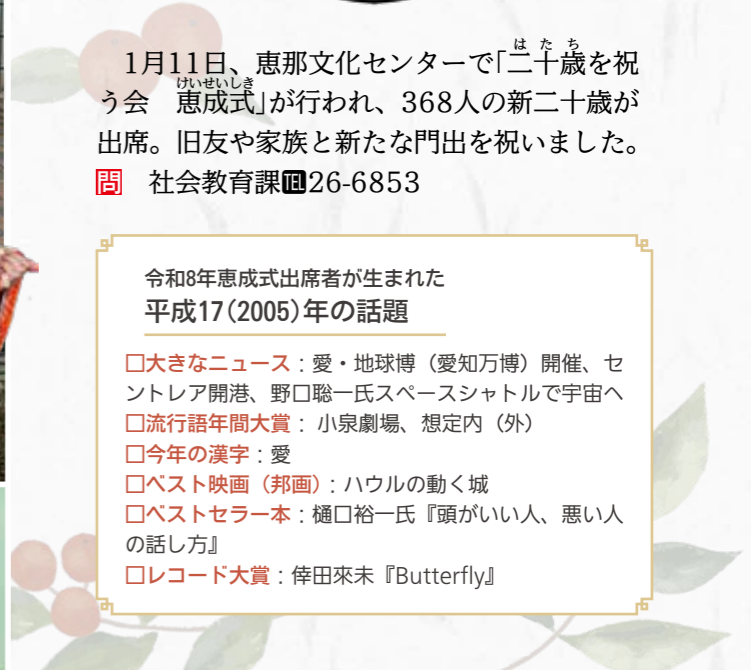 1月11日、恵那文化センターで｢二十歳を祝
う会　恵成式｣が行われ、368人の新二十歳が
出席。旧友や家族と新たな門出を祝いました。
問　社会教育課TEL26-6853
令和8年恵成式出席者が生まれた
平成17(2005)年の話題
□大きなニュース：愛・地球博（愛知万博）開催、セ
ントレア開港、野口聡一氏スペースシャトルで宇宙へ
□流行語年間大賞： 小泉劇場、想定内（外）
□今年の漢字：愛
□ベスト映画（邦画）：ハウルの動く城
□ベストセラー本：樋口裕一氏『頭がいい人、悪い人
の話し方』
□レコード大賞：倖田來未『Butterfly』